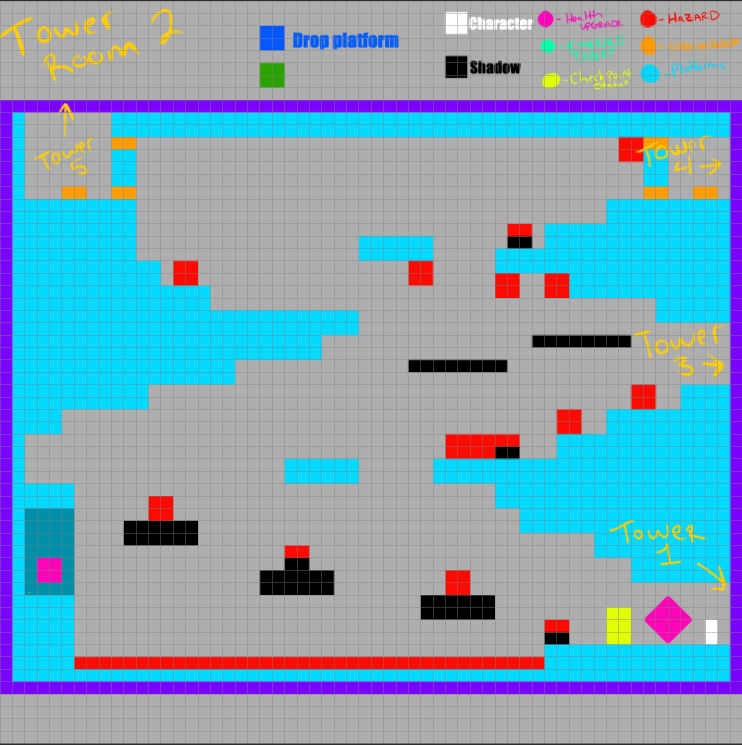 Tower 2
Room
Drop platform
Character
Shadow
- Health
UPGRADE
- HaZARD
- Checkpoint
- Platforms
Tower
5
Tower
4 →
Tower
3 →
Tower
1